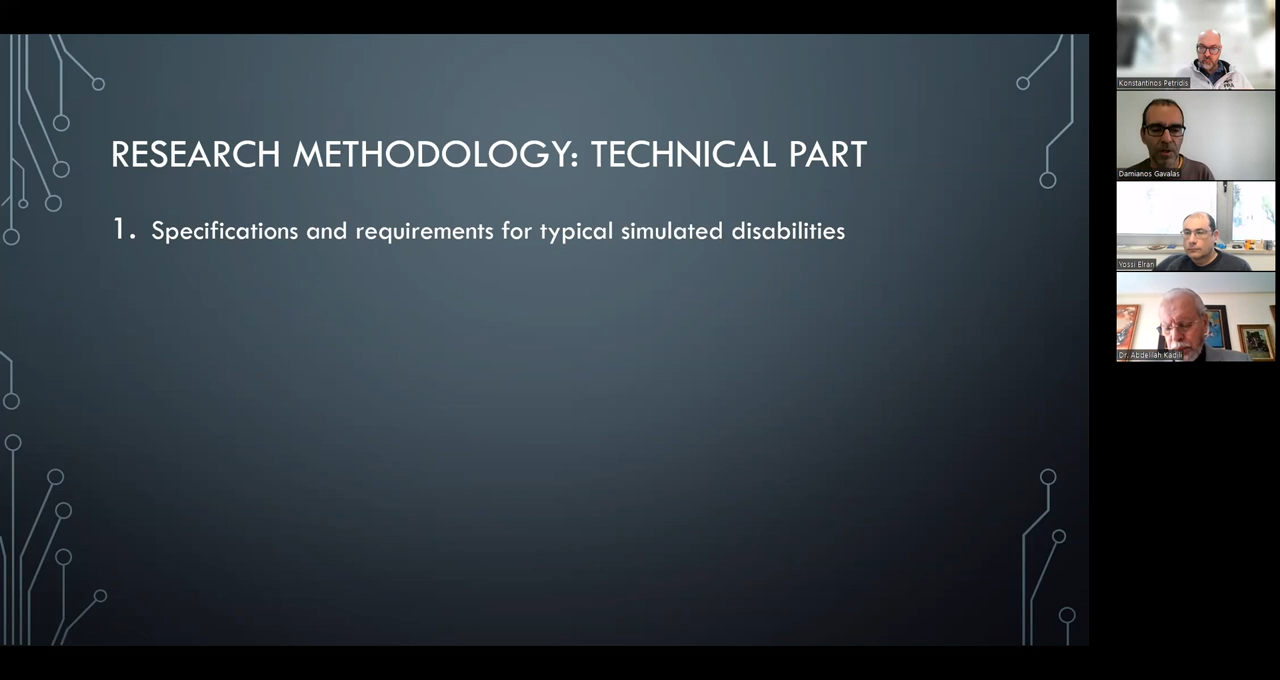 RESEARCH METHODOLOGY: TECHNICAL PART
1. Specifications and requirements for typical simulated disabilities
Konstantinos Petridis
Damianos Gavalas
Yossi Elran
Dr. Abdelilah Kadili